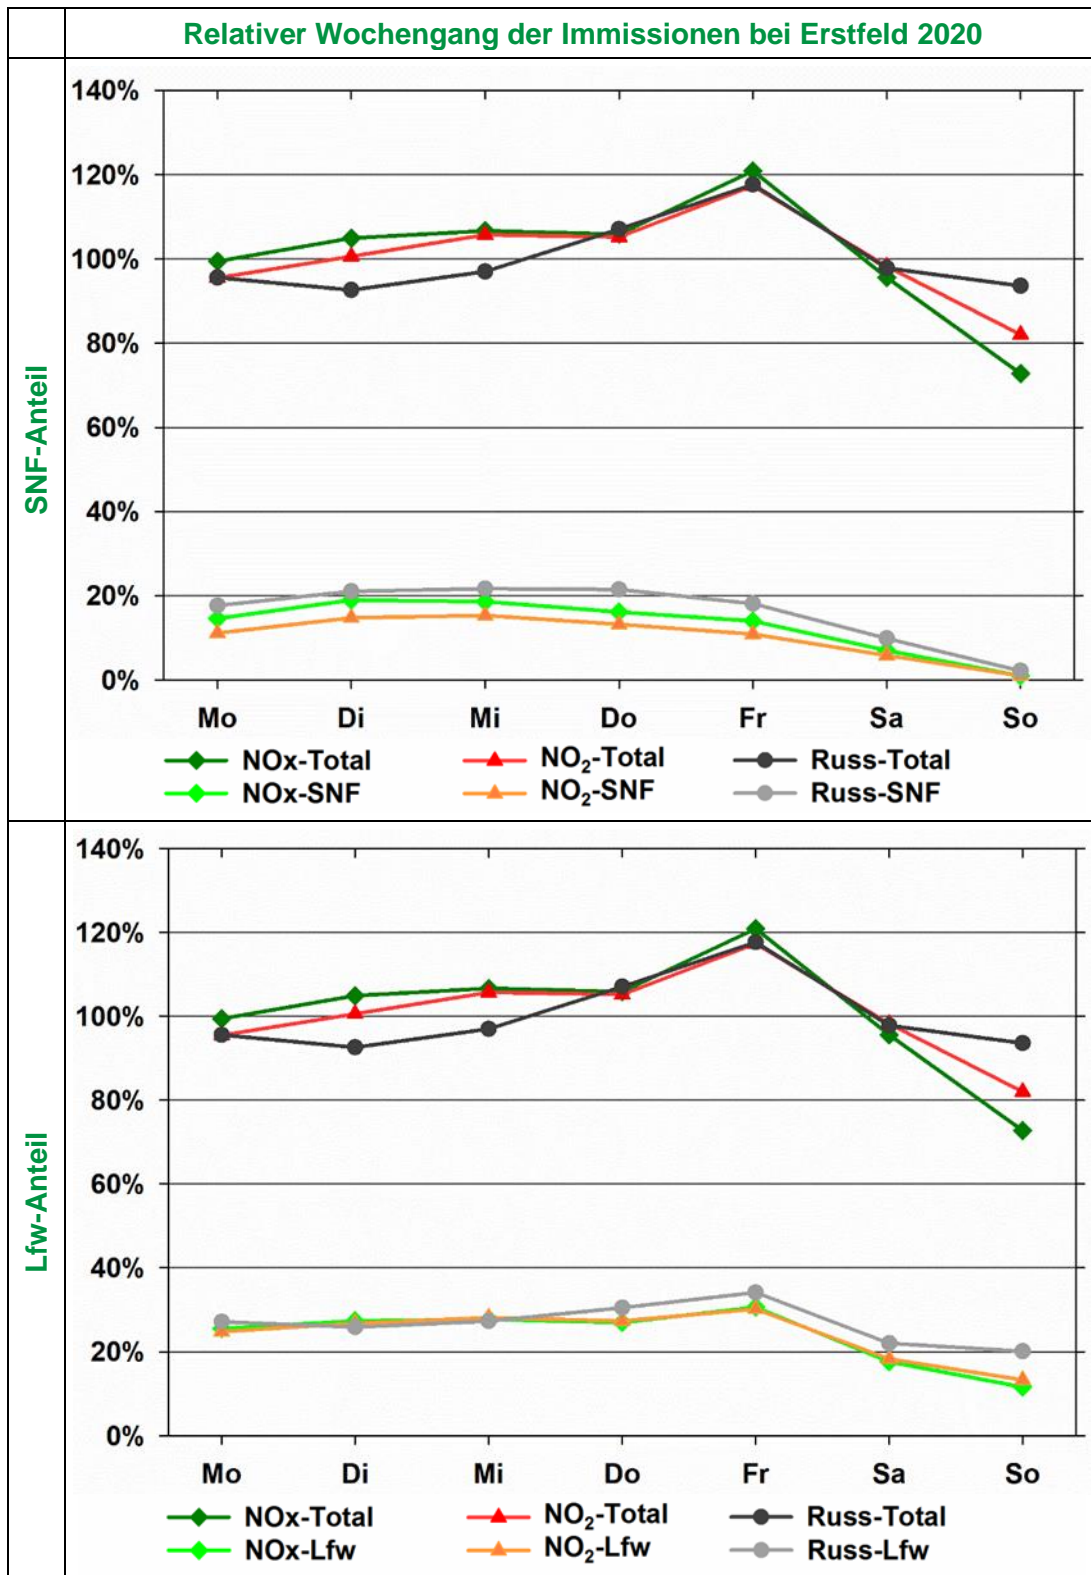 Relativer Wochengang der Immissionen bei Erstfeld 2020
SNF-Anteil
140%
120%
100%
80%
60%
40%
20%
0%
Mo Di Mi Do Fr Sa So
NOx-Total NO₂-Total Russ-Total
NOx-SNF NO₂-SNF Russ-SNF
Lfw-Anteil
140%
120%
100%
80%
60%
40%
20%
0%
Mo Di Mi Do Fr Sa So
NOx-Total NO₂-Total Russ-Total
NOx-Lfw NO₂-Lfw Russ-Lfw